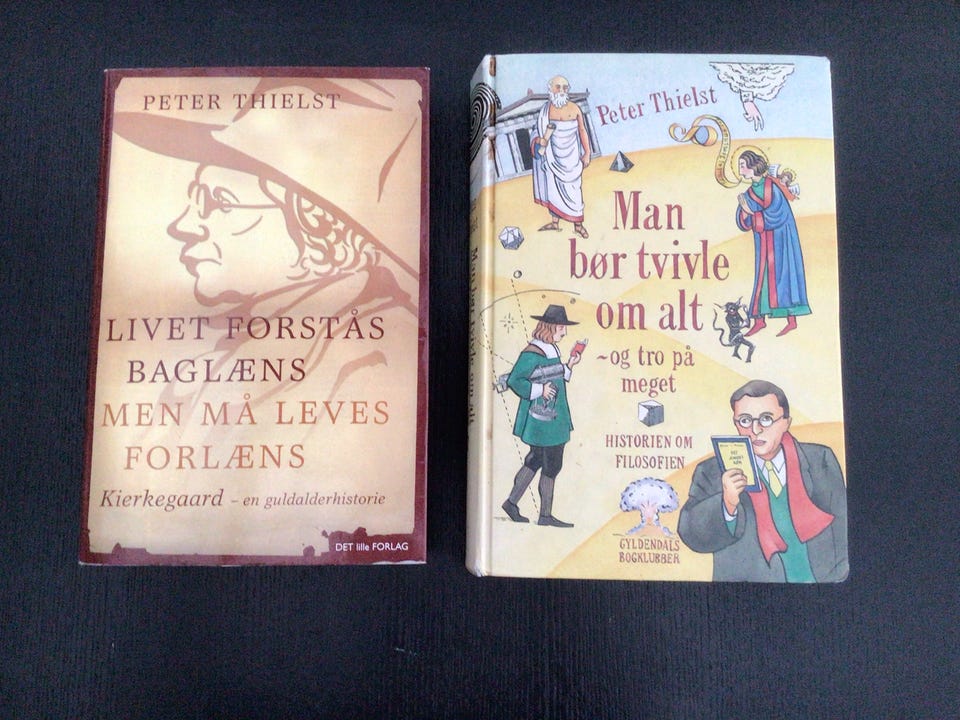 PETER THIELST
LIVET FORSTÅS
BAGLÆNS
MEN MÅ LEVES
FORLÆNS
Kierkegaard – en guldalderhistorie
DET lille FORLAG
Peter Thielst
Man
bør tvivle
om alt
~og tro på
meget
HISTORIEN OM
FILOSOFIEN
GYLDENDALS
BOGKLUBBER